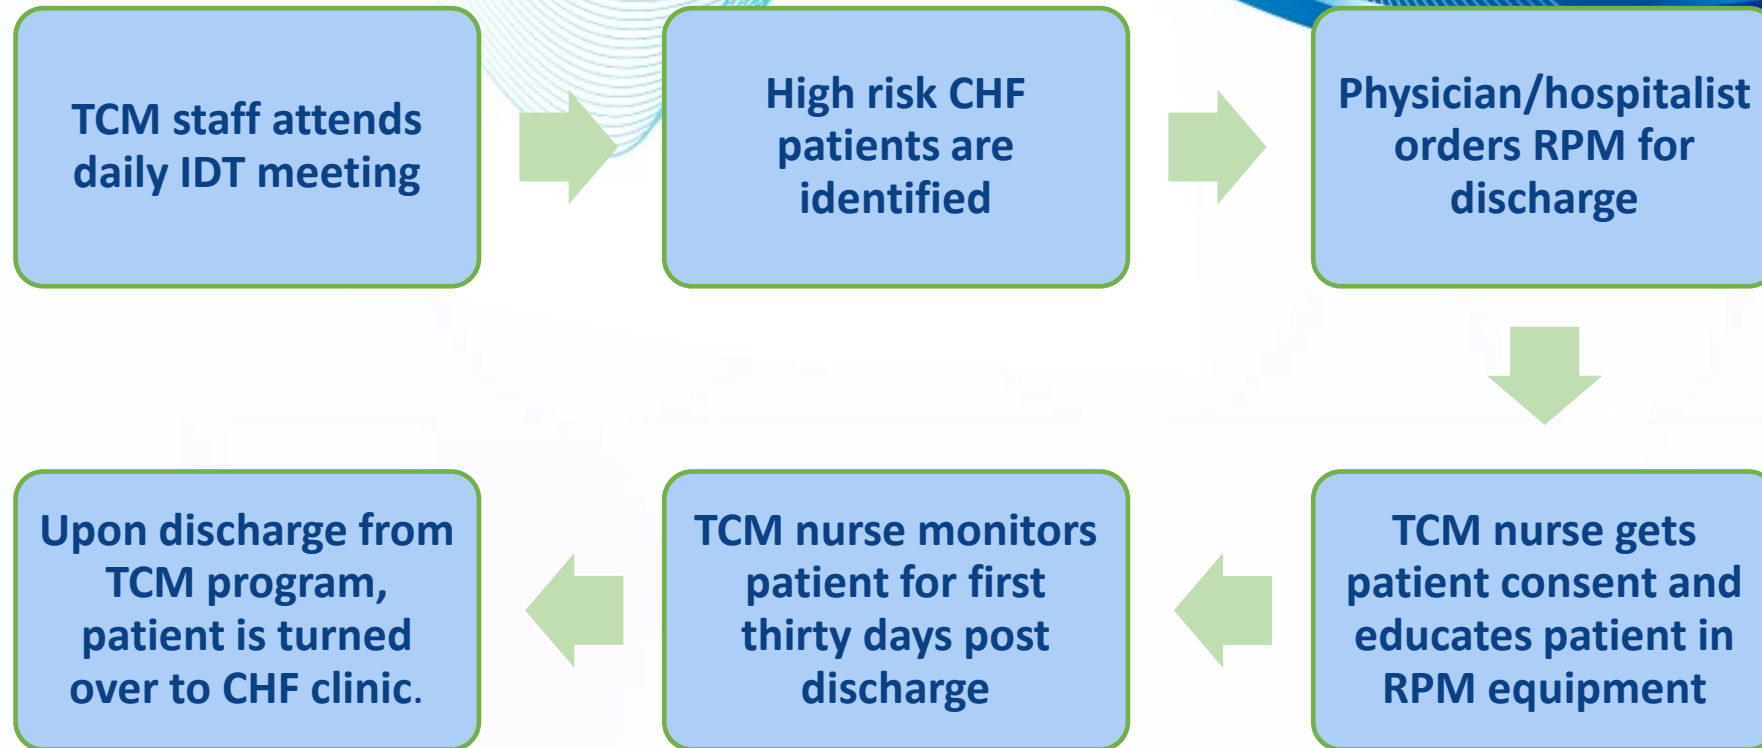 TCM staff attends
daily IDT meeting
High risk CHF
patients are
identified
Physician/hospitalist
orders RPM for
discharge
TCM nurse gets
patient consent and
educates patient in
RPM equipment
TCM nurse monitors
patient for first
thirty days post
discharge
Upon discharge from
TCM program,
patient is turned
over to CHF clinic.